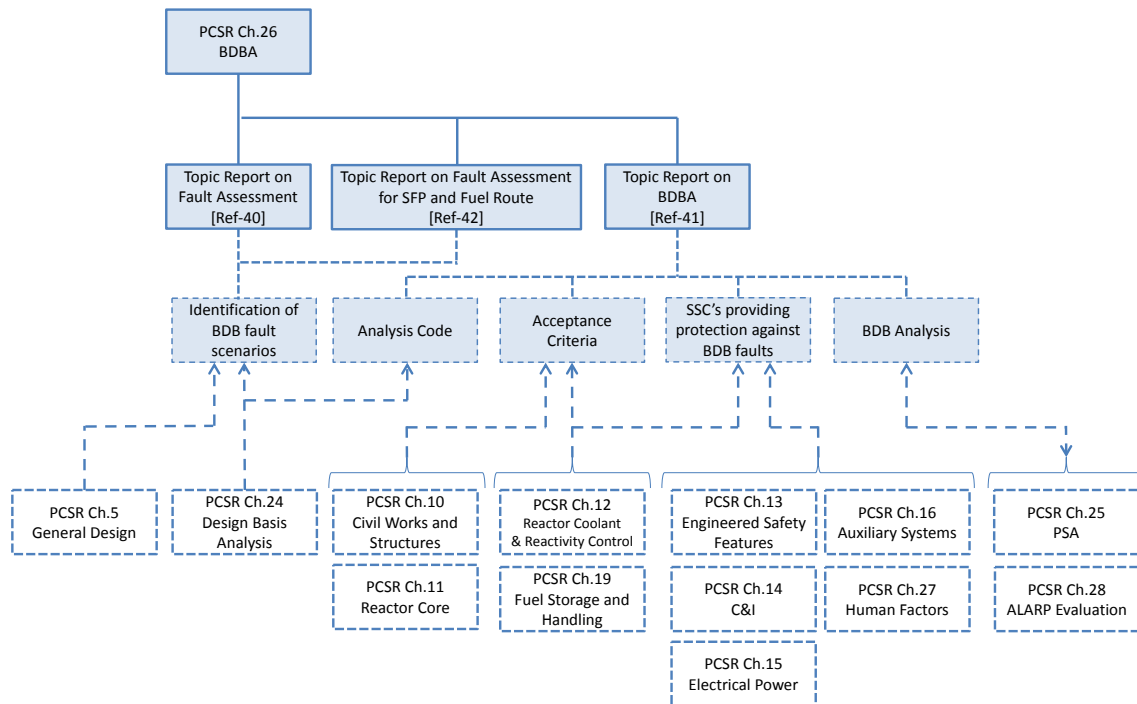 PCSR Ch.26
BDBA
Topic Report on
Fault Assessment
[Ref-40]
Topic Report on Fault Assessment
for SFP and Fuel Route
[Ref-42]
Topic Report on
BDBA
[Ref-41]
Identification of
BDB fault
scenarios
Analysis Code
Acceptance
Criteria
SSC's providing
protection against
BDB faults
BDB Analysis
PCSR Ch.5
General Design
PCSR Ch.24
Design Basis
Analysis
PCSR Ch.10
Civil Works and
Structures
PCSR Ch.11
Reactor Core
PCSR Ch.12
Reactor Coolant
& Reactivity Control
PCSR Ch.19
Fuel Storage and
Handling
PCSR Ch.13
Engineered Safety
Features
PCSR Ch.14
C&I
PCSR Ch.15
Electrical Power
PCSR Ch.16
Auxiliary Systems
PCSR Ch.27
Human Factors
PCSR Ch.25
PSA
PCSR Ch.28
ALARP Evaluation